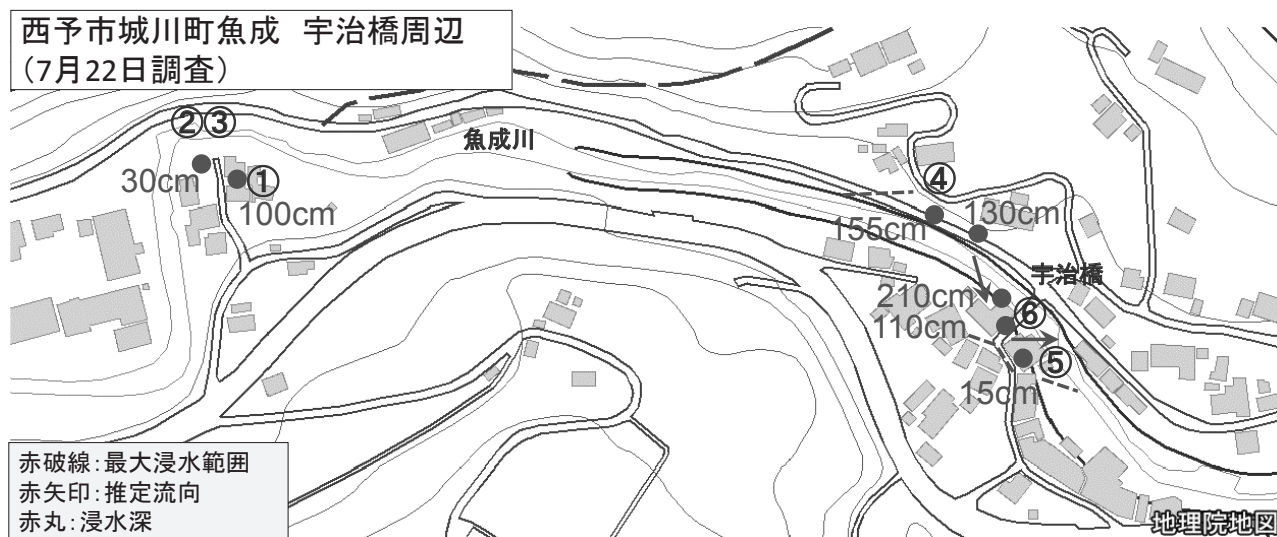 西予市城川町魚成　宇治橋周辺
（7月22日調査）
②③
魚成川
30cm
①
100cm
④
155cm
130cm
宇治橋
210cm
⑥
110cm
⑤
15cm
赤破線：最大浸水範囲
赤矢印：推定流向
赤丸：浸水深
地理院地図